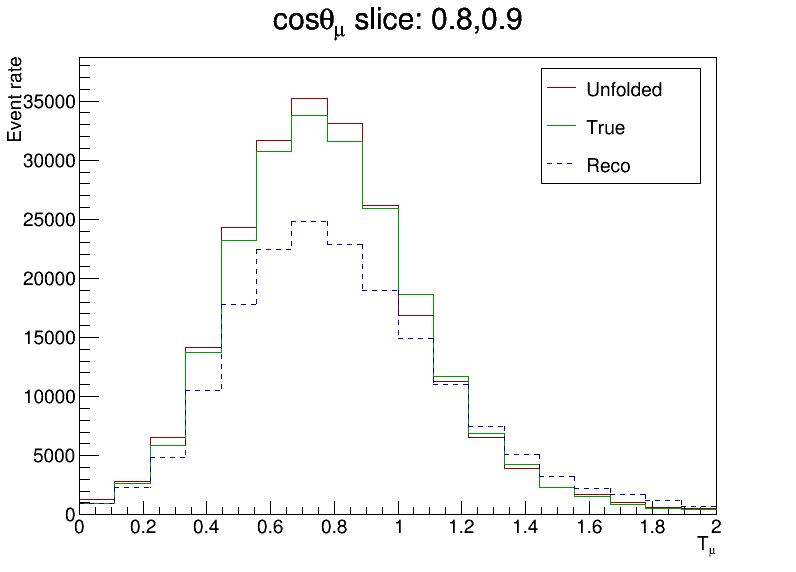 cosθμ slice: 0.8,0.9
Event rate
Unfolded
True
Reco
35000
30000
25000
20000
15000
10000
5000
0
0 0.2 0.4 0.6 0.8 1 1.2 1.4 1.6 1.8 2
Tμ